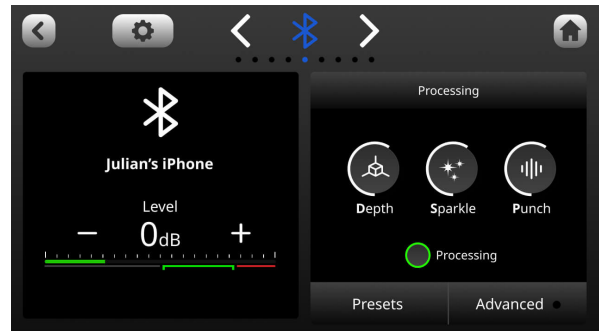 Julian's iPhone
Level
0dB
Processing
Depth
Sparkle
Punch
Processing
Presets
Advanced